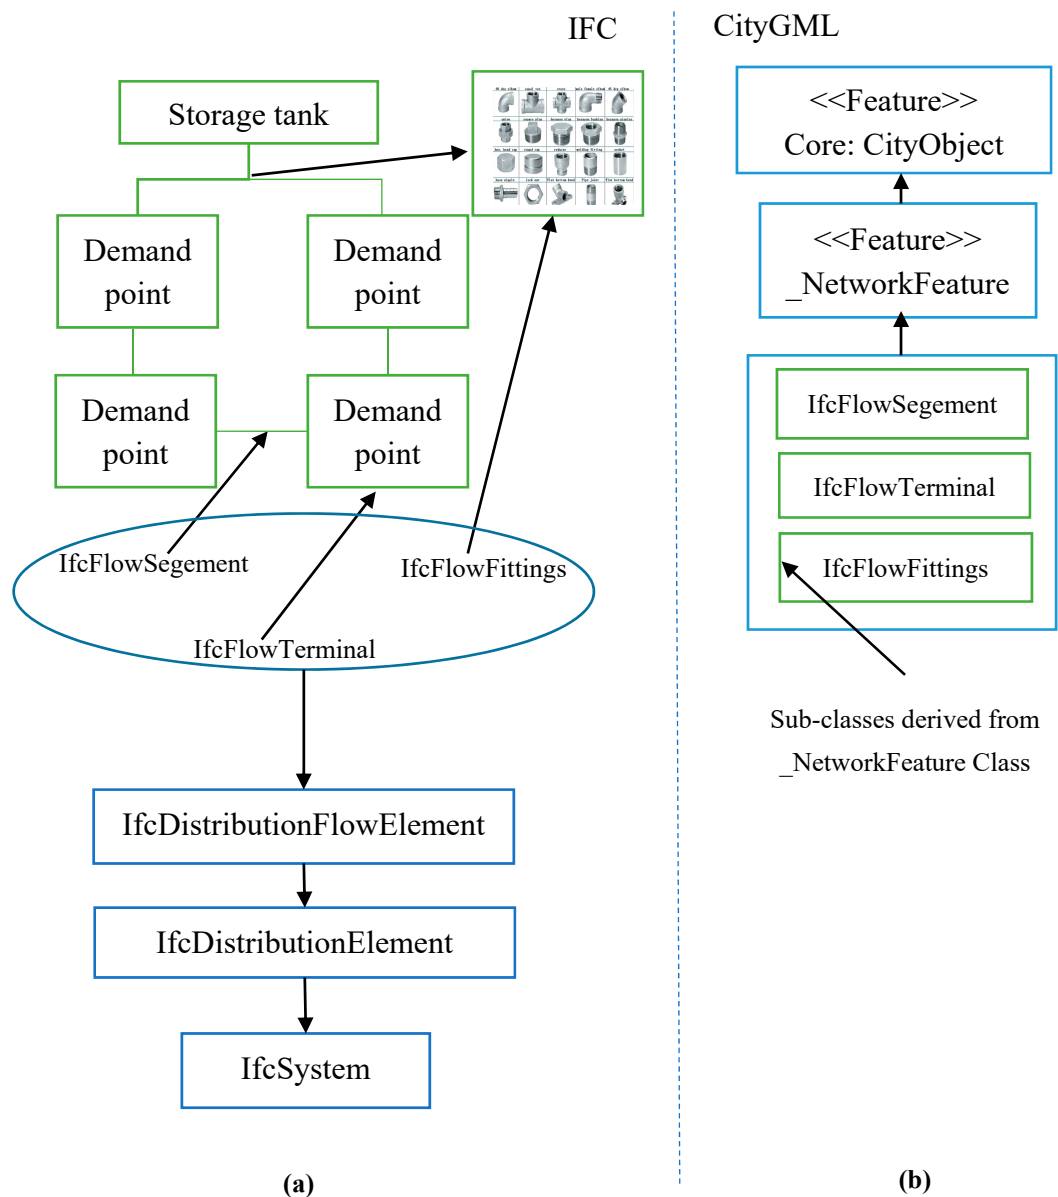 IFC
Storage tank
Demand
point
Demand
point
Demand
point
Demand
point
IfcFlowSegement
IfcFlowFittings
IfcFlowTerminal
IfcDistributionFlowElement
IfcDistributionElement
IfcSystem
(a)
CityGML
<<Feature>>
Core: CityObject
<<Feature>>
_NetworkFeature
IfcFlowSegement
IfcFlowTerminal
IfcFlowFittings
Sub-classes derived from
_NetworkFeature Class
(b)